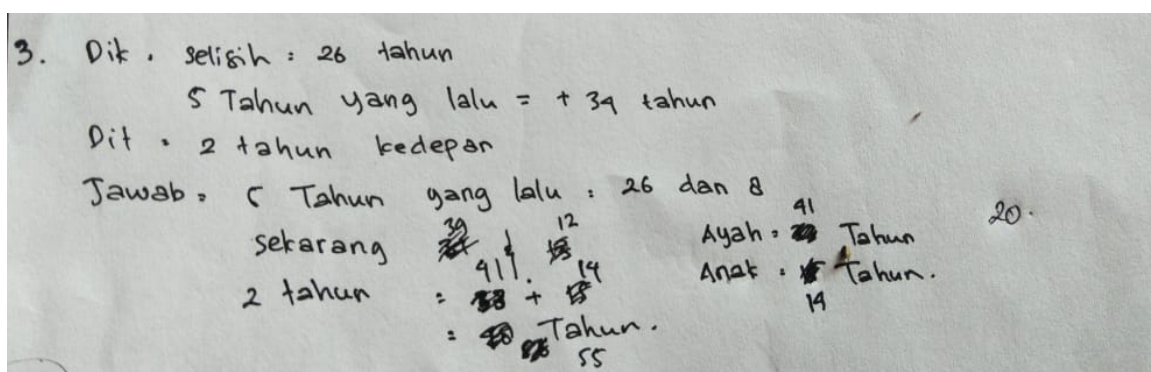 3. Dik . selisih : 26 tahun
5 Tahun yang lalu = + 34 tahun
Dit . 2 tahun kedepan
Jawab . 5 Tahun yang lalu : 26 dan 8
sekarang 39 12
2 tahun : 41 + 14
: Tahun . 55
Ayah . 41 Tahun
Anak . Tahun . 14
20.